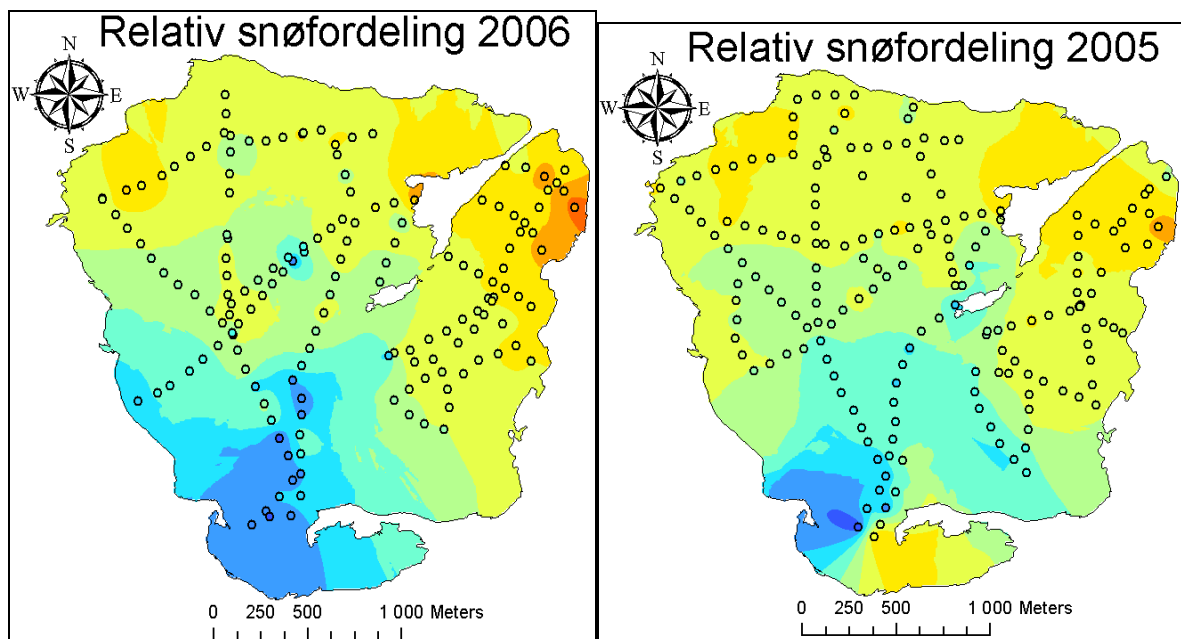 Relativ snøfordeling 2006
N
W E
S
0 250 500 1 000 Meters
Relativ snøfordeling 2005
N
W E
S
0 250 500 1 000 Meters